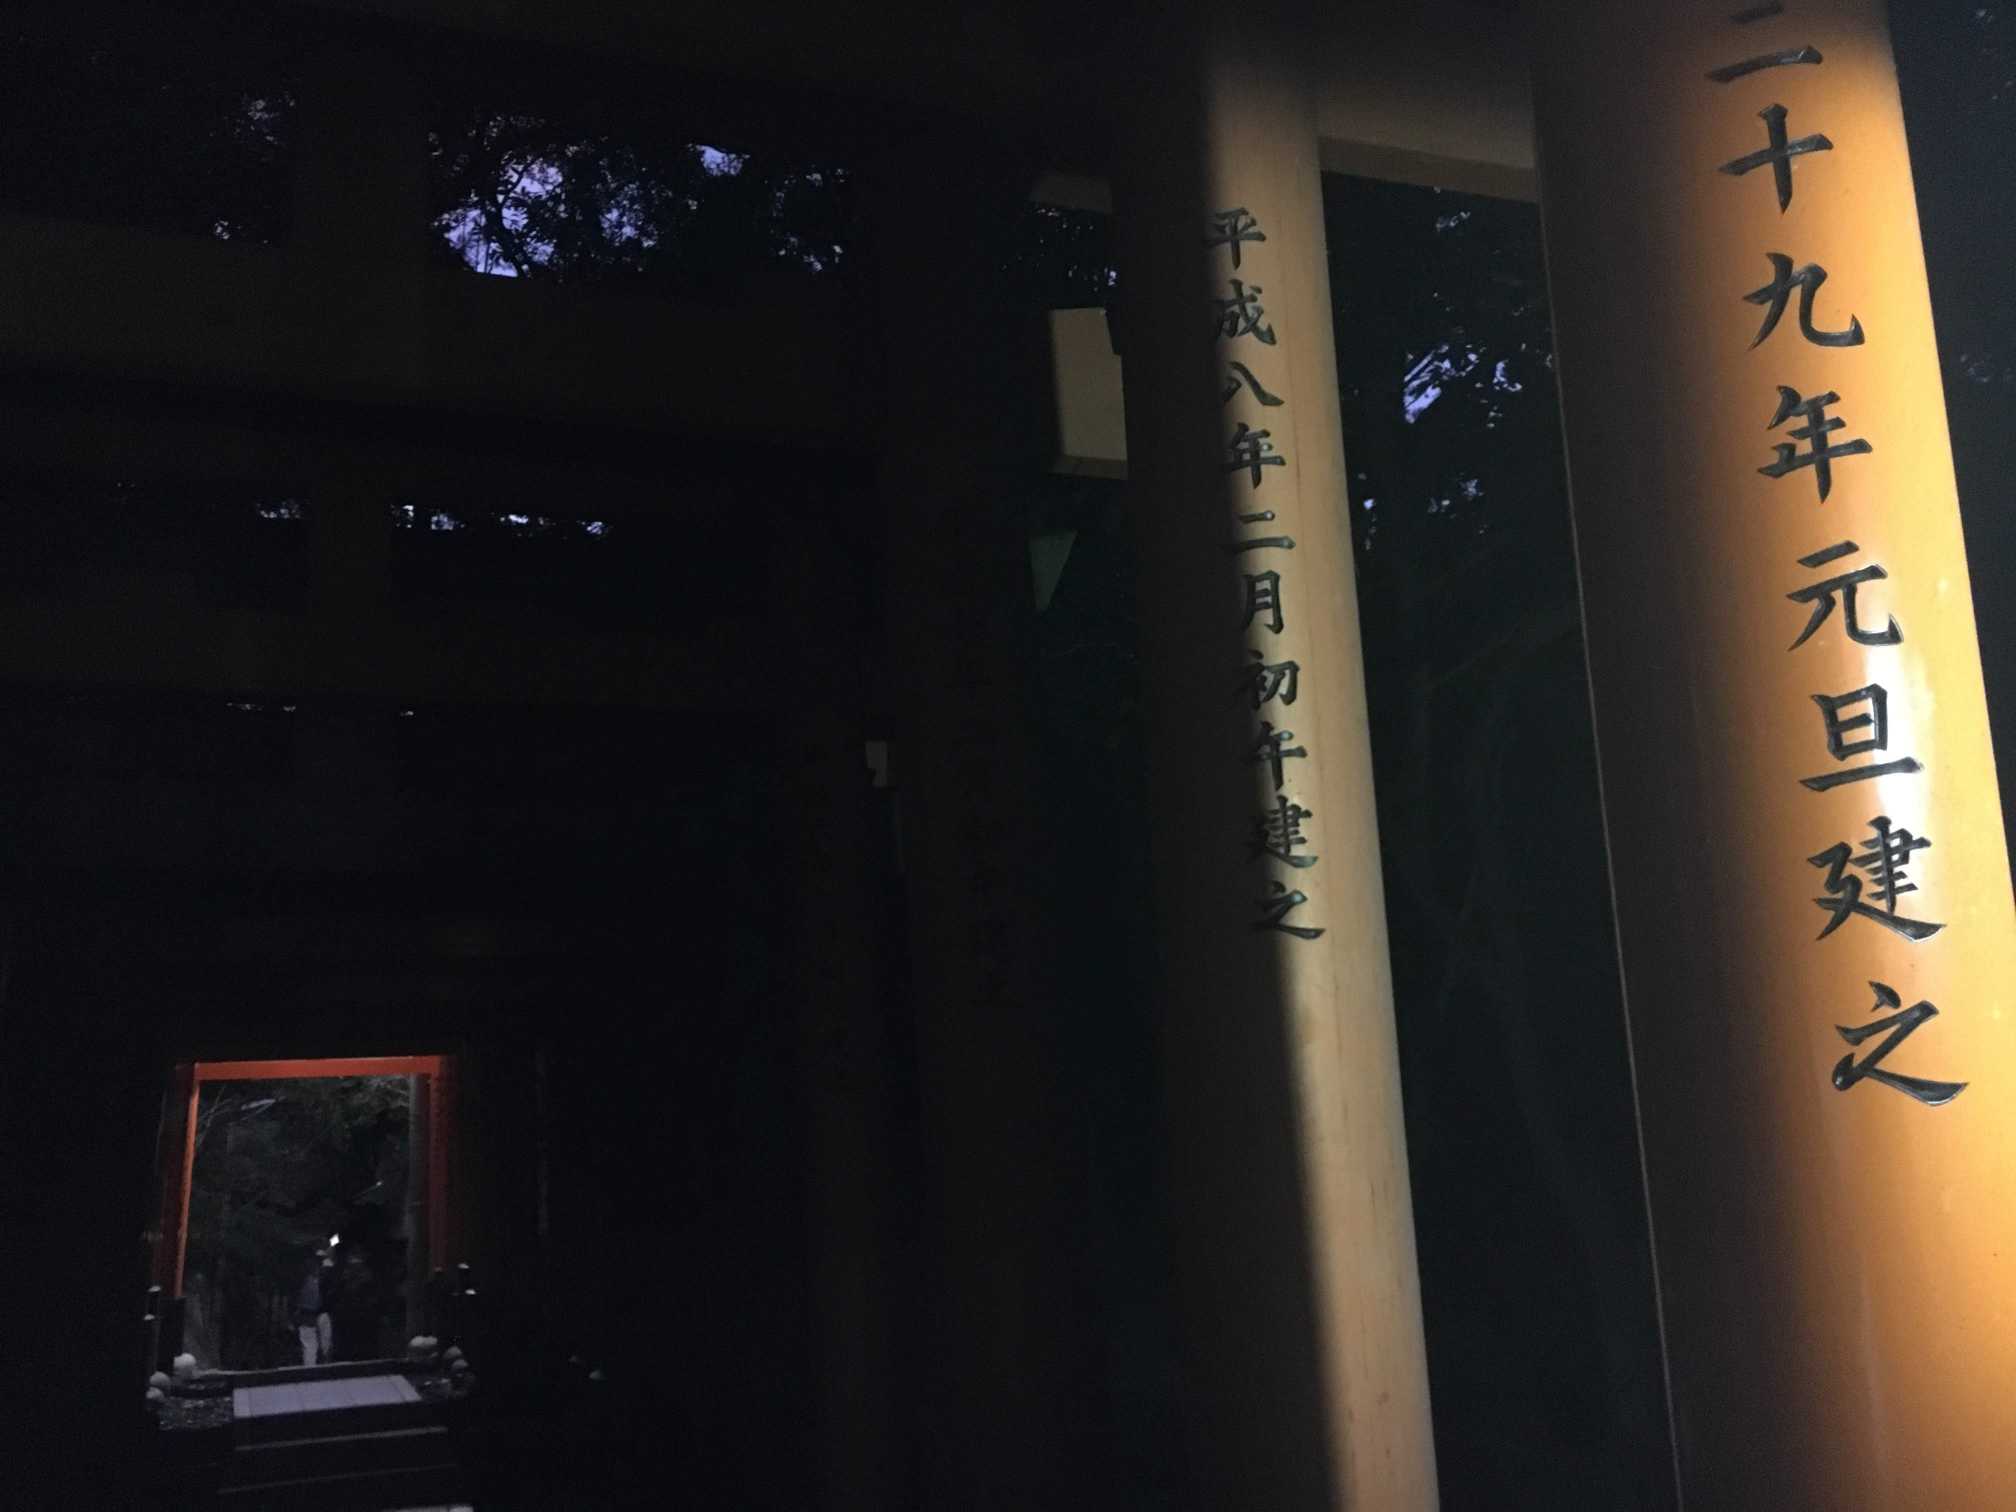 二十九年元旦建之
平成八年二月初午建之